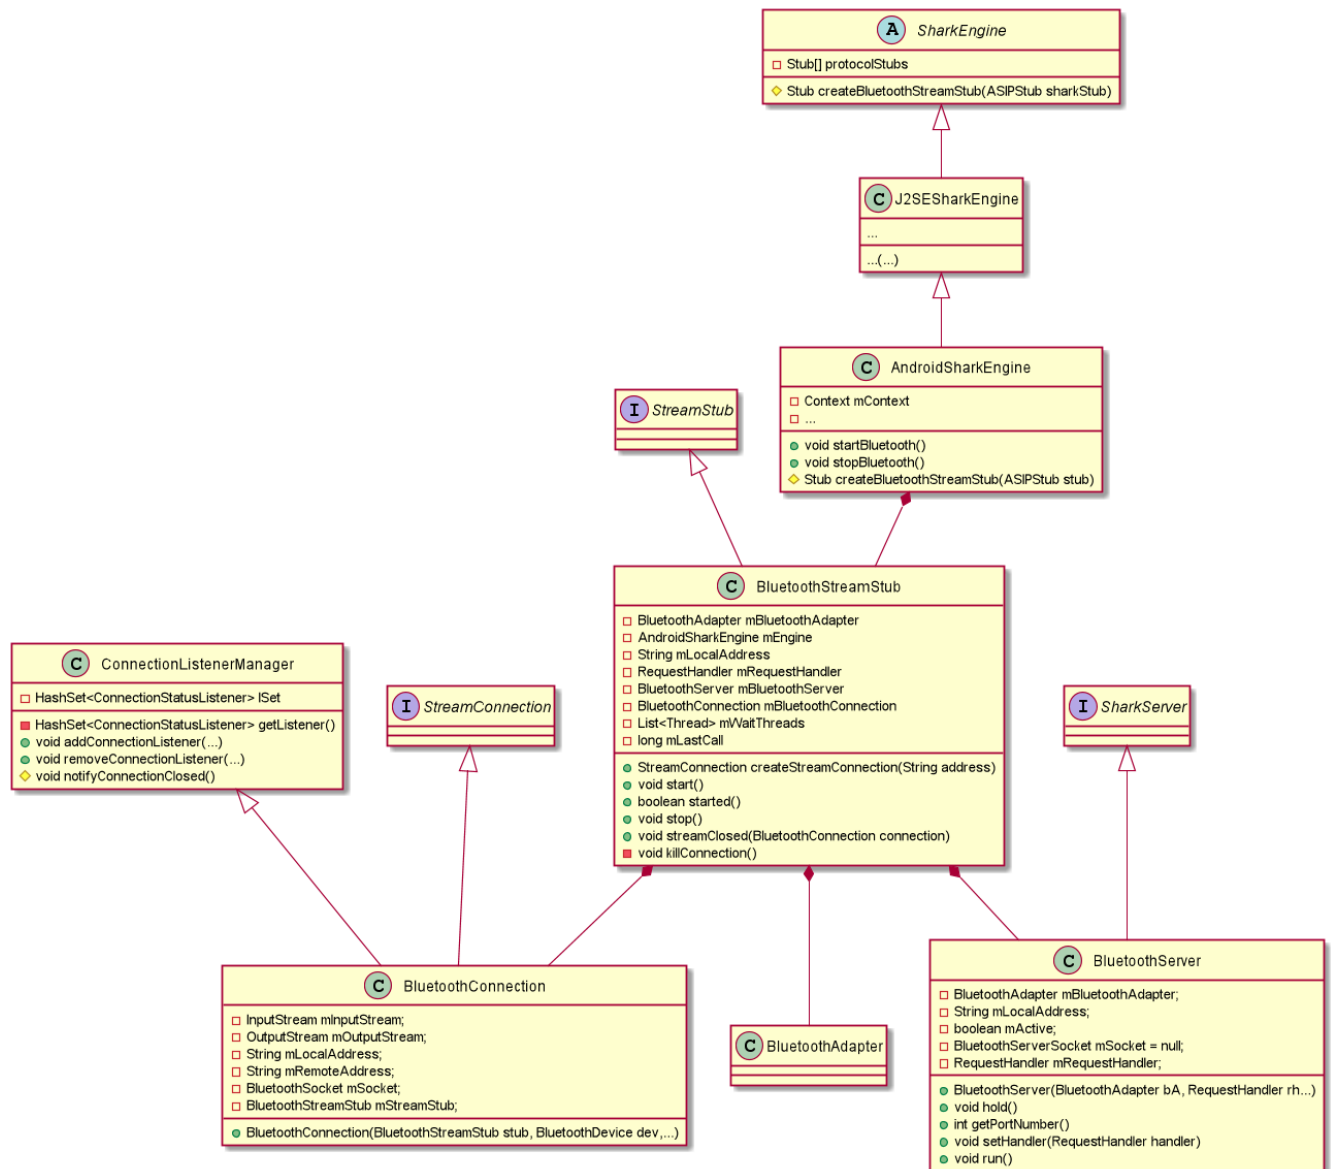 A SharkEngine
Stub[] protocolStubs
Stub createBluetoothStreamStub(ASIPStub sharkStub)
C J2SESharkEngine
...
...(...)
C AndroidSharkEngine
Context mContext
...
void startBluetooth()
void stopBluetooth()
Stub createBluetoothStreamStub(ASIPStub stub)
I StreamStub
C BluetoothStreamStub
BluetoothAdapter mBluetoothAdapter
AndroidSharkEngine mEngine
String mLocalAddress
RequestHandler mRequestHandler
BluetoothServer mBluetoothServer
BluetoothConnection mBluetoothConnection
List<Thread> mWaitThreads
long mLastCall
StreamConnection createStreamConnection(String address)
void start()
boolean started()
void stop()
void streamClosed(BluetoothConnection connection)
void killConnection()
C ConnectionListenerManager
HashSet<ConnectionStatusListener> lSet
HashSet<ConnectionStatusListener> getListener()
void addConnectionListener(...)
void removeConnectionListener(...)
void notifyConnectionClosed()
I StreamConnection
I SharkServer
C BluetoothConnection
InputStream mInputStream;
OutputStream mOutputStream;
String mLocalAddress;
String mRemoteAddress;
BluetoothSocket mSocket;
BluetoothStreamStub mStreamStub;
BluetoothConnection(BluetoothStreamStub stub, BluetoothDevice dev,...)
C BluetoothAdapter
C BluetoothServer
BluetoothAdapter mBluetoothAdapter;
String mLocalAddress;
boolean mActive;
BluetoothServerSocket mSocket = null;
RequestHandler mRequestHandler;
BluetoothServer(BluetoothAdapter bA, RequestHandler rh...)
void hold()
int getPortNumber()
void setHandler(RequestHandler handler)
void run()